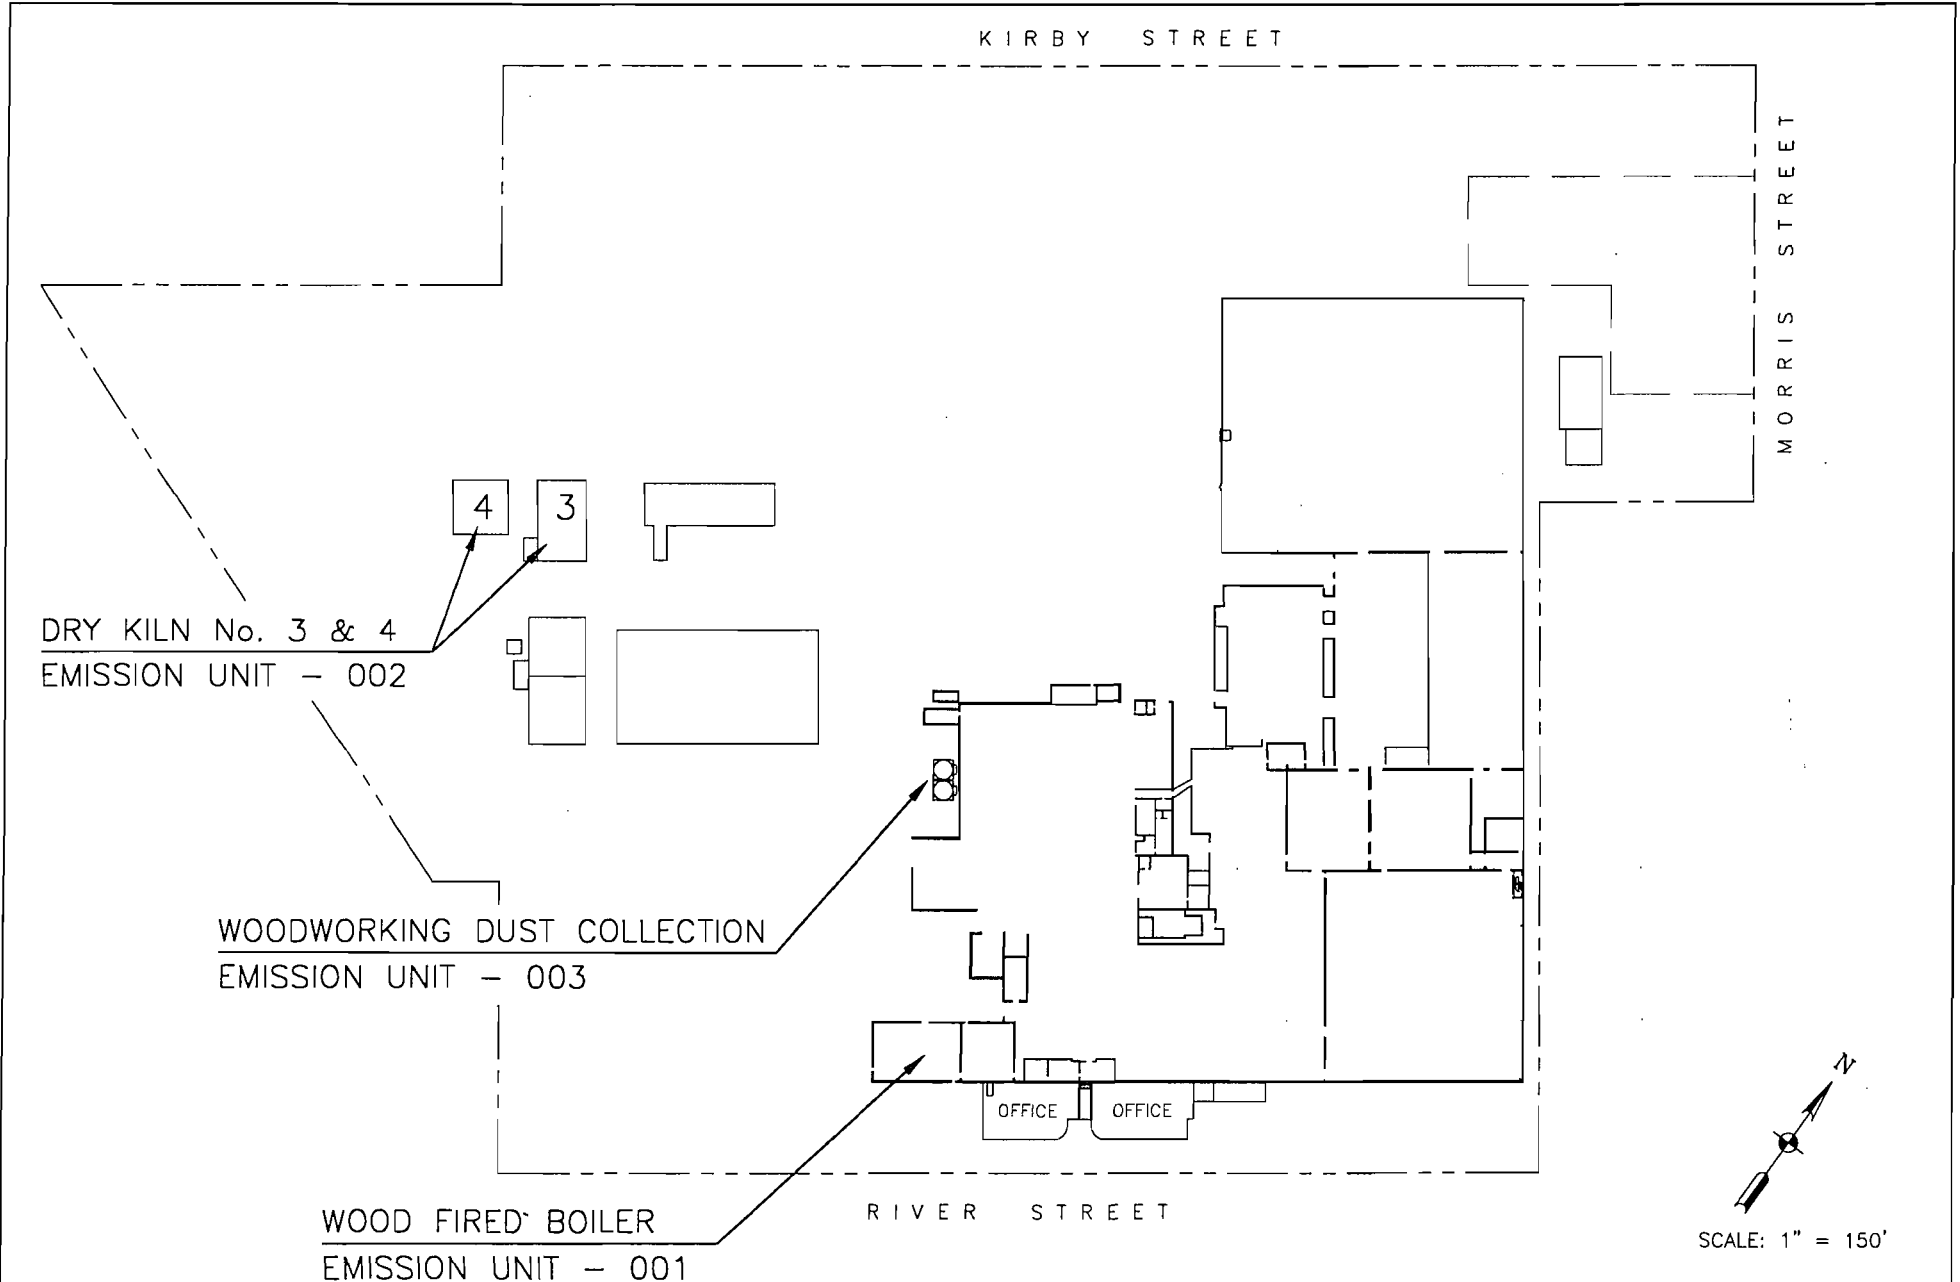 KIRBY STREET
MORRIS STREET
4
3
DRY KILN No. 3 & 4
EMISSION UNIT - 002
WOODWORKING DUST COLLECTION
EMISSION UNIT - 003
OFFICE
OFFICE
N
RIVER STREET
WOOD FIRED BOILER
EMISSION UNIT - 001
SCALE: 1" = 150'